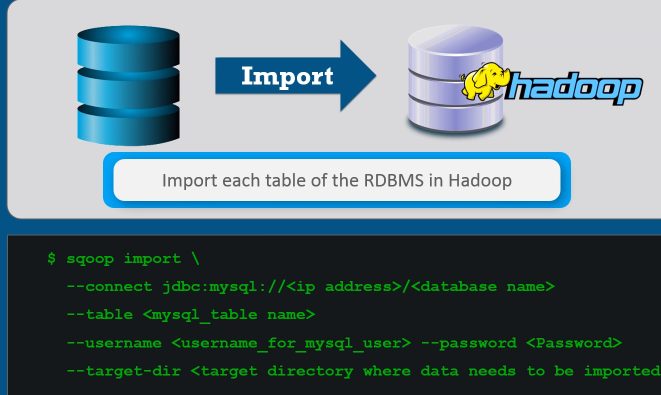 Import
hadoop
Import each table of the RDBMS in Hadoop
$ sqoop import \
--connect jdbc:mysql://<ip address>/<database name>
--table <mysql_table name>
--username <username_for_mysql_user> --password <Password>
--target-dir <target directory where data needs to be imported